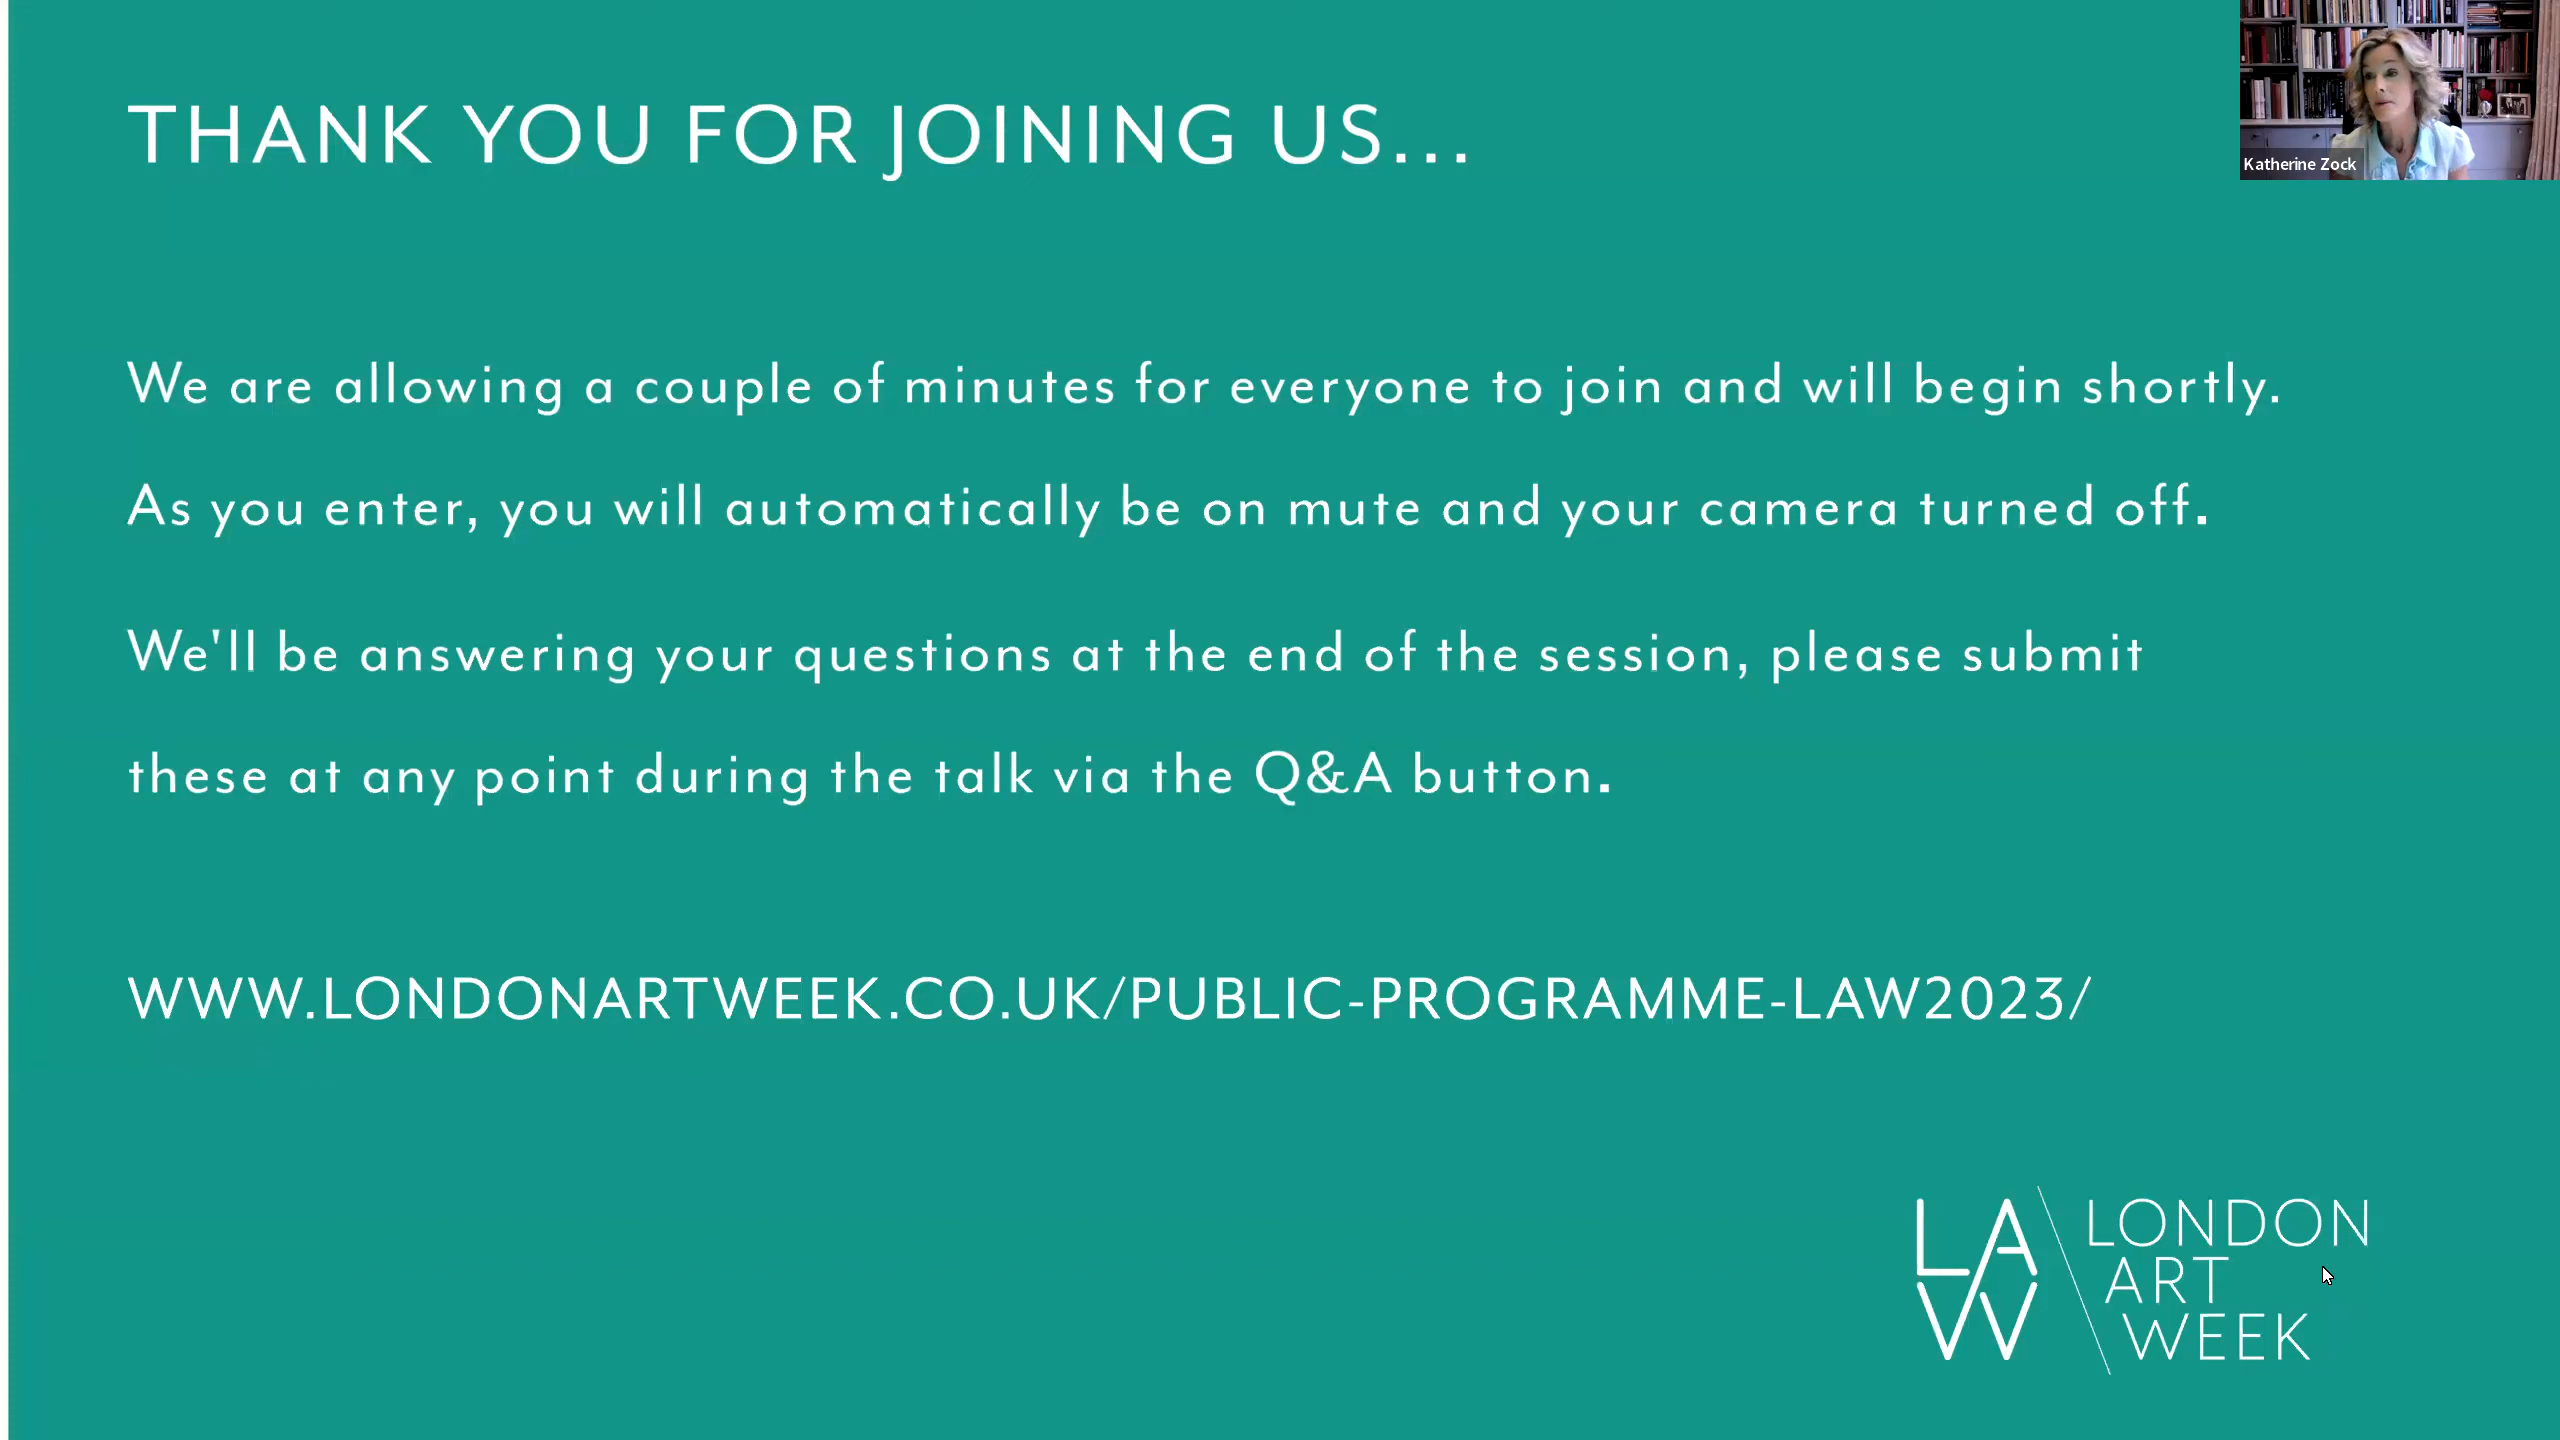 THANK YOU FOR JOINING US...
Katherine Zock
We are allowing a couple of minutes for everyone to join and will begin shortly.
As you enter, you will automatically be on mute and your camera turned off.
We'll be answering your questions at the end of the session, please submit
these at any point during the talk via the Q&A button.
WWW.LONDONARTWEEK.CO.UK/PUBLIC-PROGRAMME-LAW2023/
LA
W
LONDON
ART
WEEK